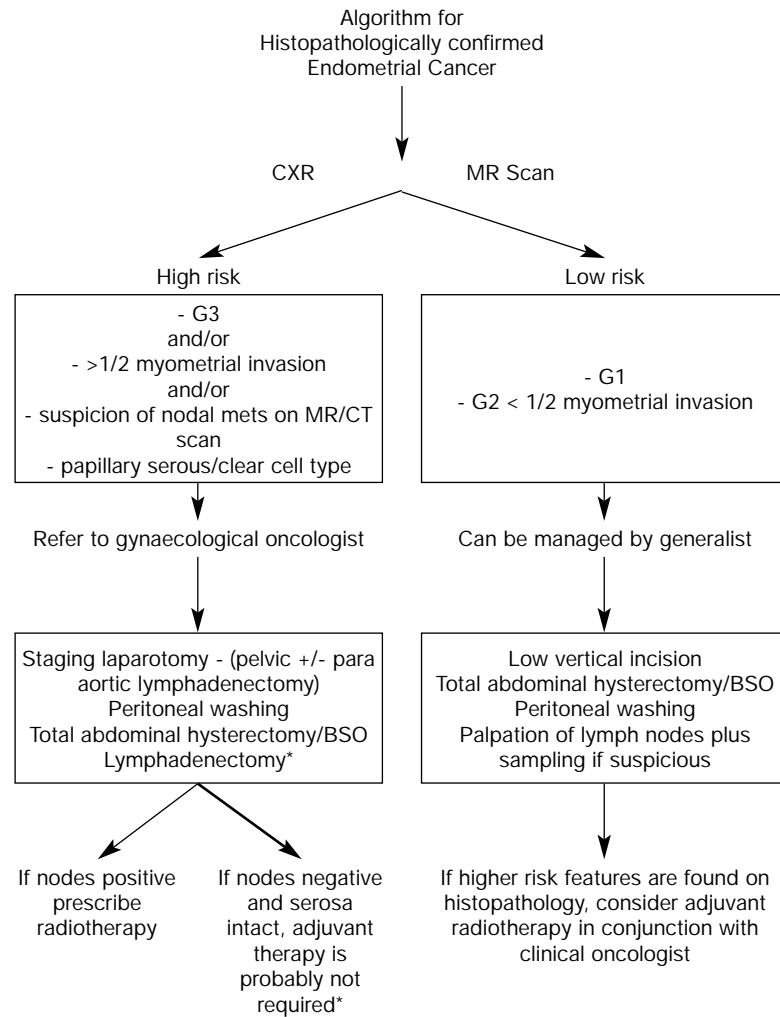 Algorithm for
Histopathologically confirmed
Endometrial Cancer
CXR
MR Scan
High risk
- G3
and/or
- >1/2 myometrial invasion
and/or
- suspicion of nodal mets on MR/CT
scan
- papillary serous/clear cell type
Refer to gynaecological oncologist
Staging laparotomy - (pelvic +/- para
aortic lymphadenectomy)
Peritoneal washing
Total abdominal hysterectomy/BSO
Lymphadenectomy*
If nodes positive
prescribe
radiotherapy
If nodes negative
and serosa
intact, adjuvant
therapy is
probably not
required*
Low risk
- G1
- G2 < 1/2 myometrial invasion
Can be managed by generalist
Low vertical incision
Total abdominal hysterectomy/BSO
Peritoneal washing
Palpation of lymph nodes plus
sampling if suspicious
If higher risk features are found on
histopathology, consider adjuvant
radiotherapy in conjunction with
clinical oncologist